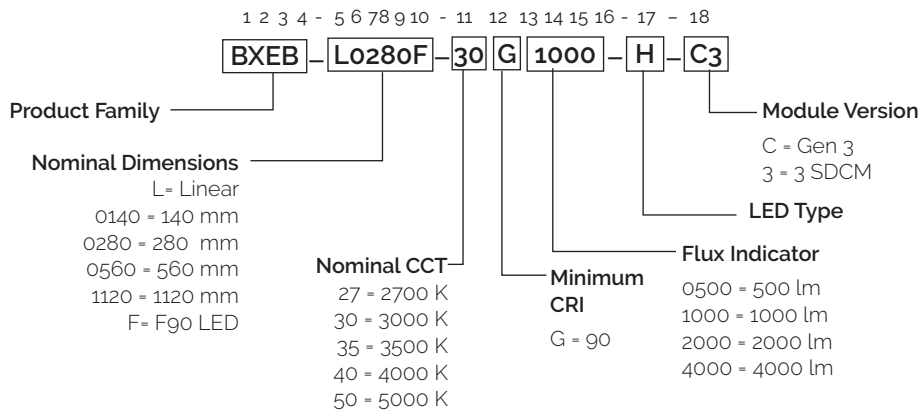 1 2 3 4 - 5 6 78 9 10 - 11 12 13 14 15 16 - 17 - 18
BXEB – L0280F – 30 G 1000 – H – C3
Product Family
Nominal Dimensions
L= Linear
0140 = 140 mm
0280 = 280 mm
0560 = 560 mm
1120 = 1120 mm
F= F90 LED
Nominal CCT
27 = 2700 K
30 = 3000 K
35 = 3500 K
40 = 4000 K
50 = 5000 K
Minimum
CRI
G = 90
Flux Indicator
0500 = 500 lm
1000 = 1000 lm
2000 = 2000 lm
4000 = 4000 lm
LED Type
Module Version
C = Gen 3
3 = 3 SDCM